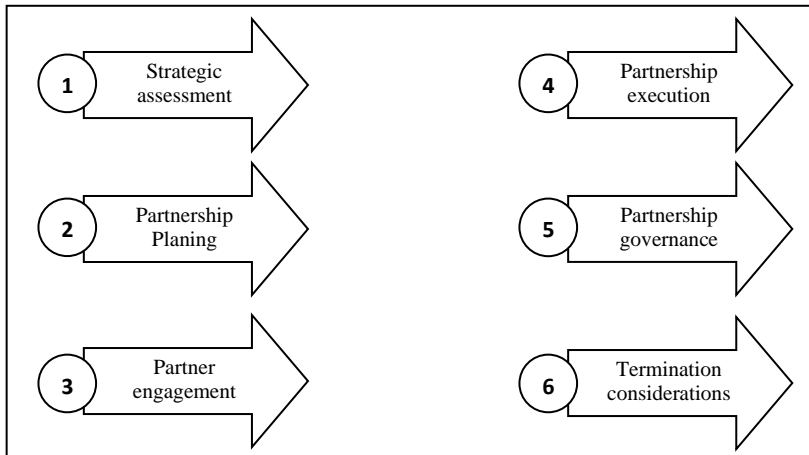 1
Strategic
assessment
2
Partnership
Planing
3
Partner
engagement
4
Partnership
execution
5
Partnership
governance
6
Termination
considerations